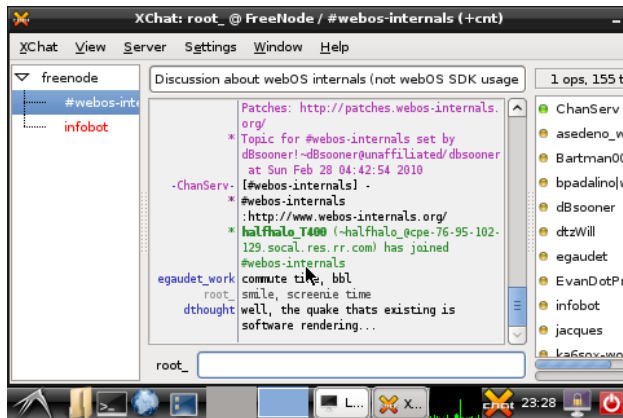 XChat: root_ @ FreeNode / #webos-internals (+cnt)
XChat View Server Settings Window Help
freenode
#webos-inte
infobot
Discussion about webOS internals (not webOS SDK usage
1 ops, 155 t
Patches: http://patches.webos-internals.
org/
* Topic for #webos-internals set by
dBsooner!~dBsooner@unaffiliated/dbsooner
at Sun Feb 28 04:42:54 2010
-ChanServ- [#webos-internals] -
* #webos-internals
:http://www.webos-internals.org/
* halfhalo_T400 (~halfhalo_@cpe-76-95-102-
129.socal.res.rr.com) has joined
#webos-internals
egaudet_work commute time, bbl
root_ smile, screenie time
dthought well, the quake thats existing is
software rendering...
ChanServ
asedeno_w
Bartman00
bpadalino|w
dBsooner
dtzWill
egaudet
EvanDotPr
infobot
jacques
ka6sox-wo
root_
L...
X...
chat
23:28